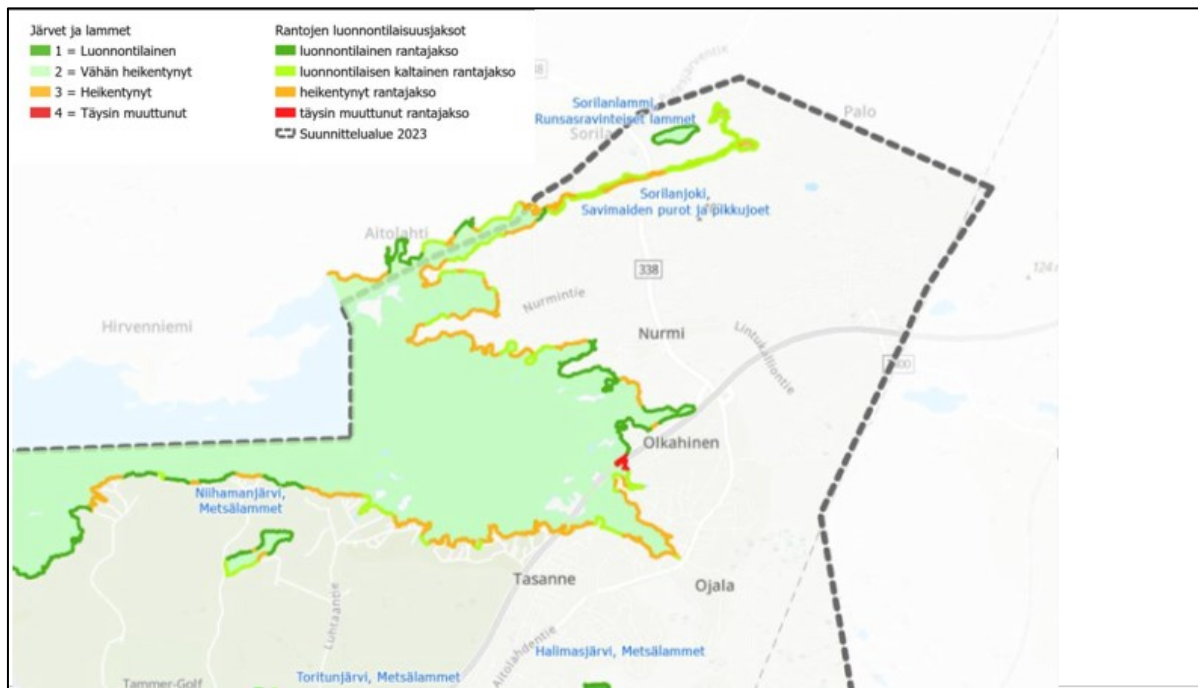 Järvet ja lammet
1 = Luonnontilainen
2 = Vähän heikentynyt
3 = Heikentynyt
4 = Täysin muuttunut
Rantojen luonnontilaisuusjaksot
luonnontilainen rantajakso
luonnontilaisen kaltainen rantajakso
heikentynyt rantajakso
täysin muuttunut rantajakso
Suunnittelualue 2023
Sorilanlammi,
Runsasravinteiset lammet
Sorila
Palo
Sorilanjoki,
Savimaiden purot ja pikkujoet
Aitolahti
338
124
Hirvenniemi
Nurmintie
Nurmi
Lintukalliontie
Olkahinen
Niihamanjärvi,
Metsälammet
Tasanne
Ojala
Luhtaantie
Aitolahdentie
Halimasjärvi, Metsälammet
Toritunjärvi, Metsälammet
Tammer-Golf